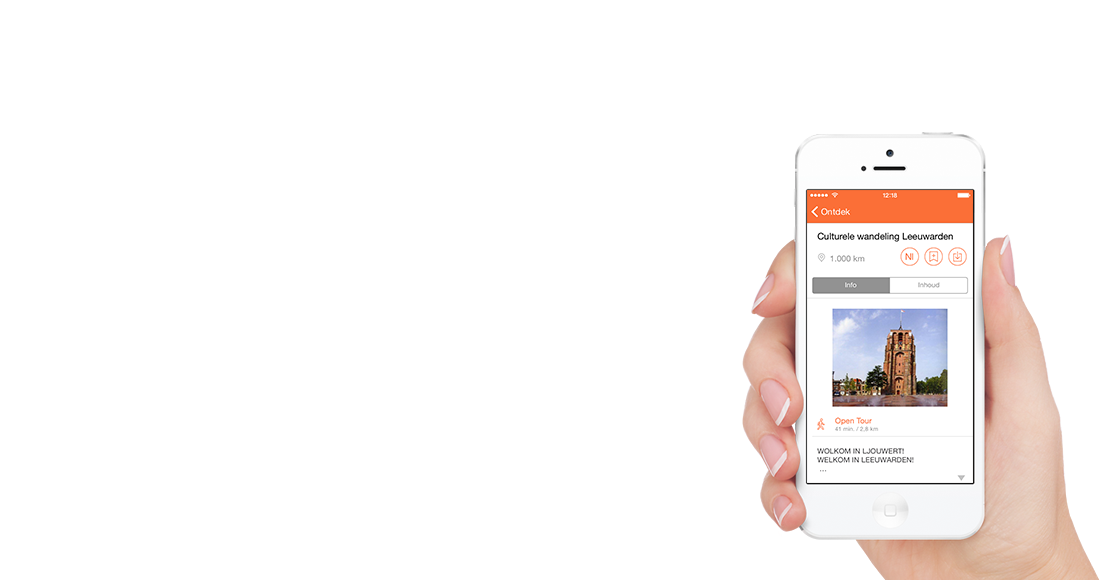 12:18
Ontdek
Culturele wandeling Leeuwarden
1.000 km
Nl
Info
Inhoud
Open Tour
41 min. / 2,8 km
WOLKOM IN LJOUWERT!
WELKOM IN LEEUWARDEN!
...